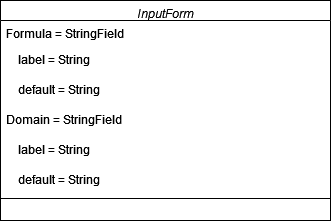 InputForm
Formula = StringField
label = String
default = String
Domain = StringField
label = String
default = String